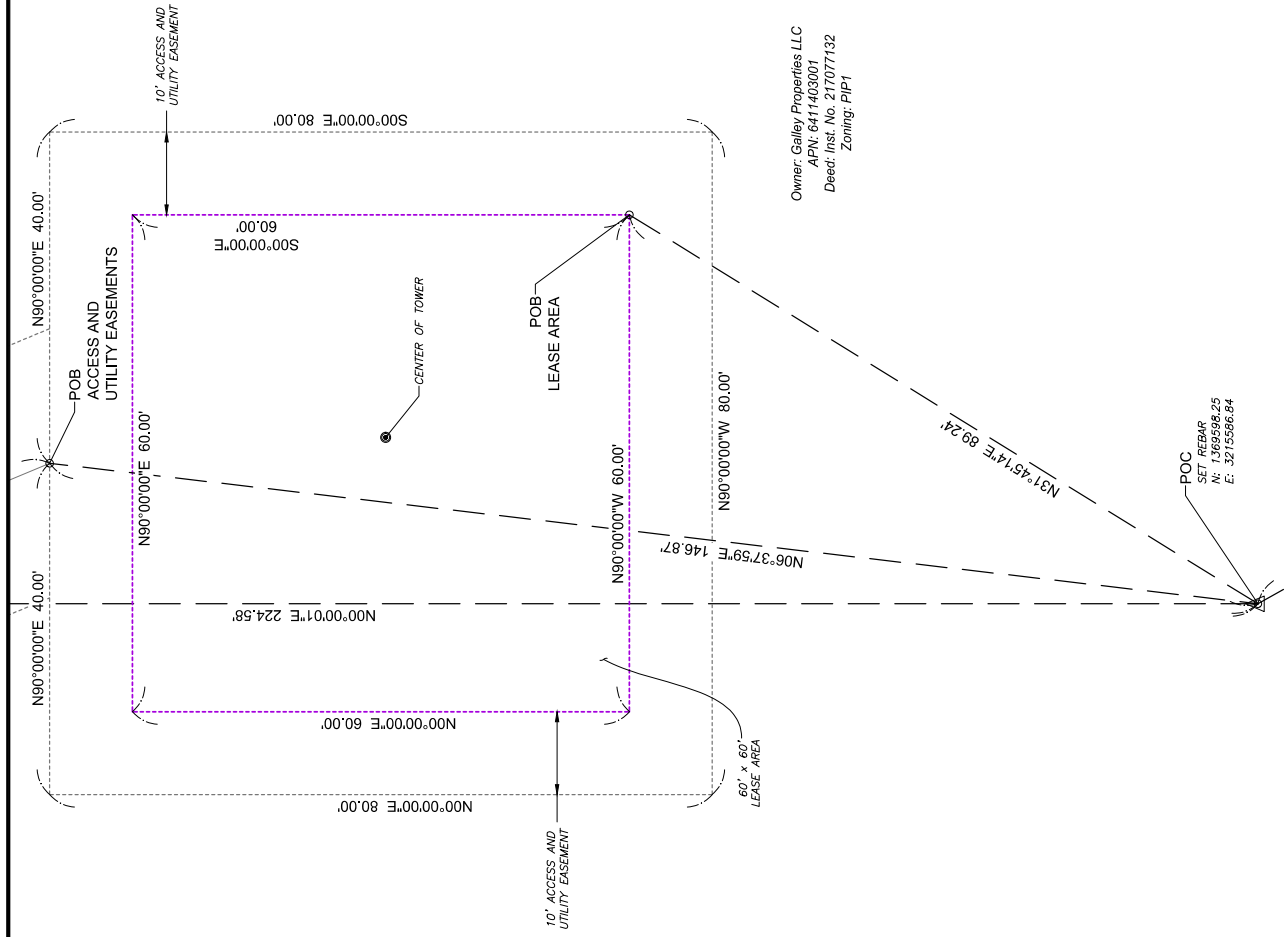 10' ACCESS AND
UTILITY EASEMENT
N90°00'00"E 40.00'
N90°00'00"E 40.00'
POB
ACCESS AND
UTILITY EASEMENTS
S00°00'00"E 80.00'
N90°00'00"E 60.00'
S00°00'00"E
60.00'
Owner: Galley Properties LLC
APN: 6411403001
Deed: Inst. No. 217077132
Zoning: PIP1
CENTER OF TOWER
POB
LEASE AREA
N90°00'00"W 60.00'
N90°00'00"W 80.00'
N06°37'59"E 146.87'
N00°00'01"E 224.58'
N31°45'14"E 89.24'
N00°00'00"E 60.00'
N00°00'00"E 80.00'
60' x 60'
LEASE AREA
10' ACCESS AND
UTILITY EASEMENT
POC
SET REBAR
N: 1369598.25
E: 3215586.84